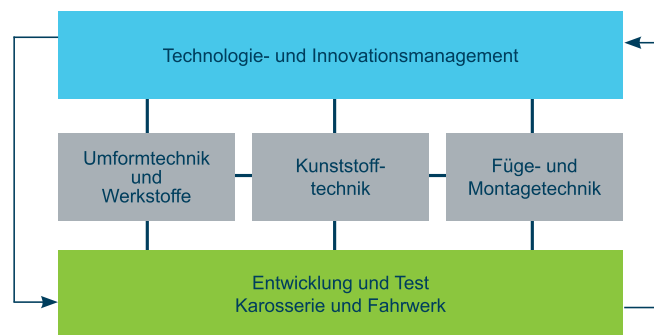 Technologie- und Innovationsmanagement
Umformtechnik
und
Werkstoffe
Kunststoff-
technik
Füge- und
Montagetechnik
Entwicklung und Test
Karosserie und Fahrwerk